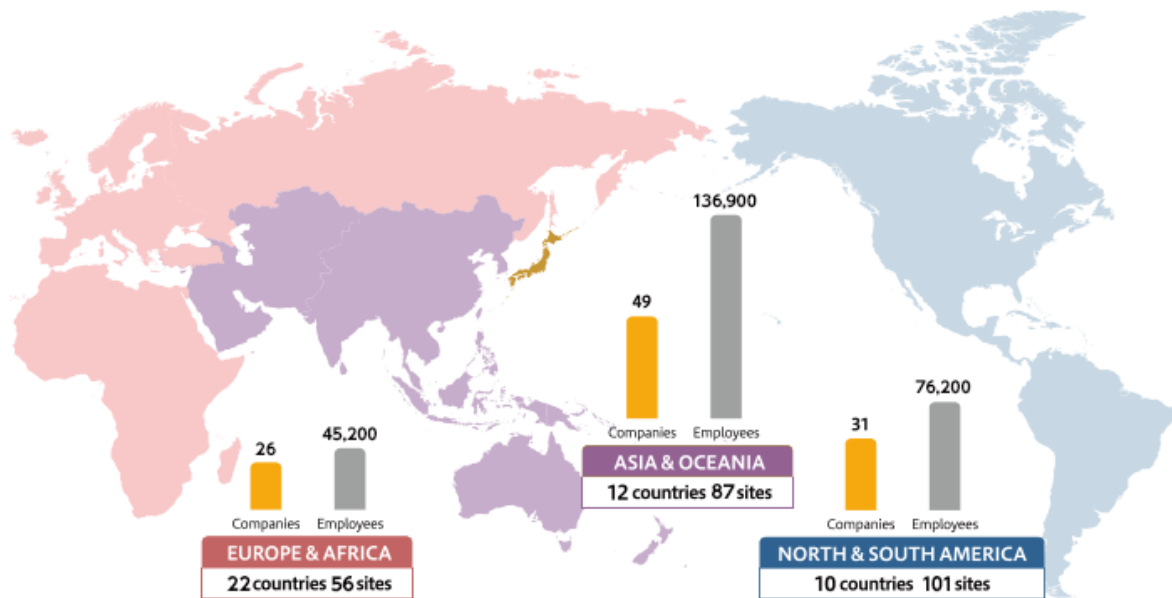 136,900
49
Companies Employees
ASIA & OCEANIA
12 countries 87 sites
26 45,200
Companies Employees
EUROPE & AFRICA
22 countries 56 sites
31 76,200
Companies Employees
NORTH & SOUTH AMERICA
10 countries 101 sites